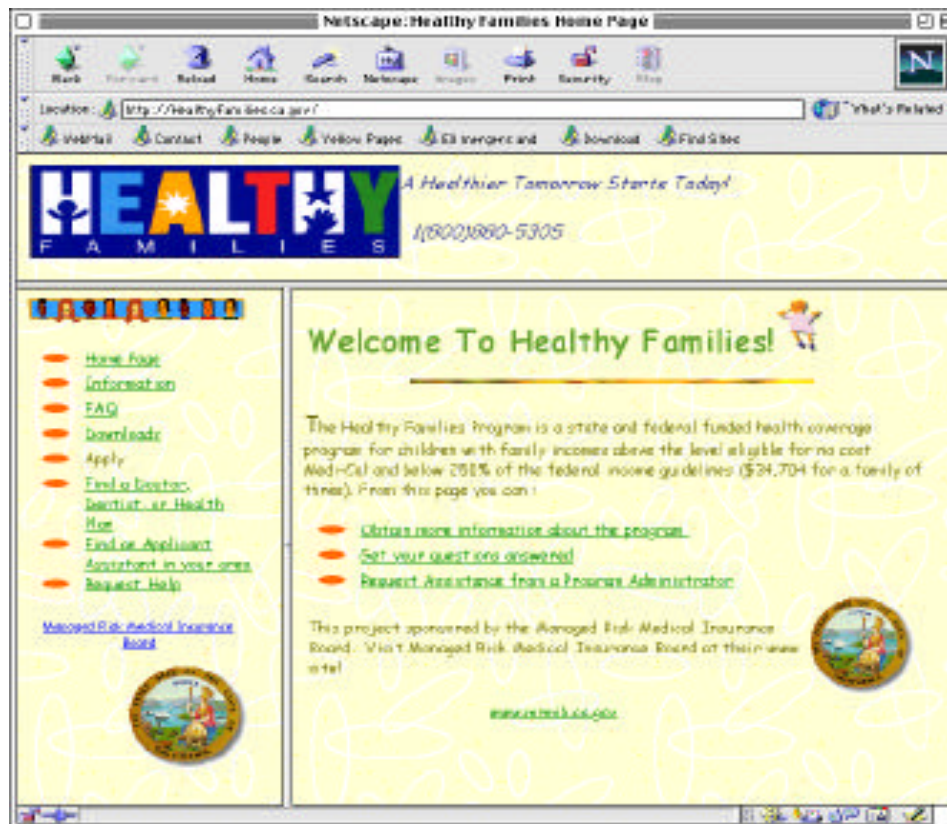 Netscape: Healthy Families Home Page
Back Forward Reload Home Search Netscape Images Print Security Stop
Location: http://HealthyFamilies.ca.gov/ What's Related
WebMail Contact People Yellow Pages Download Find Sites
HEALTHY
FAMILIES
A Healthier Tomorrow Starts Today!
1(800)880-5305
Home Page
Information
FAQ
Downloads
Apply
Find a Doctor,
Dentist, or Health
Plan
Find an Applicant
Assistant in your area
Request Help
Managed Risk Medical Insurance
Board
Welcome To Healthy Families!
The Healthy Families Program is a state and federal funded health coverage
program for children with family incomes above the level eligible for no cost
Medi-Cal and below 250% of the federal income guidelines ($34,704 for a family of
three). From this page you can :
Obtain more information about the program.
Get your questions answered
Request Assistance from a Program Administrator
This project sponsored by the Managed Risk Medical Insurance
Board. Visit Managed Risk Medical Insurance Board at their www
site!
www.mrmib.ca.gov